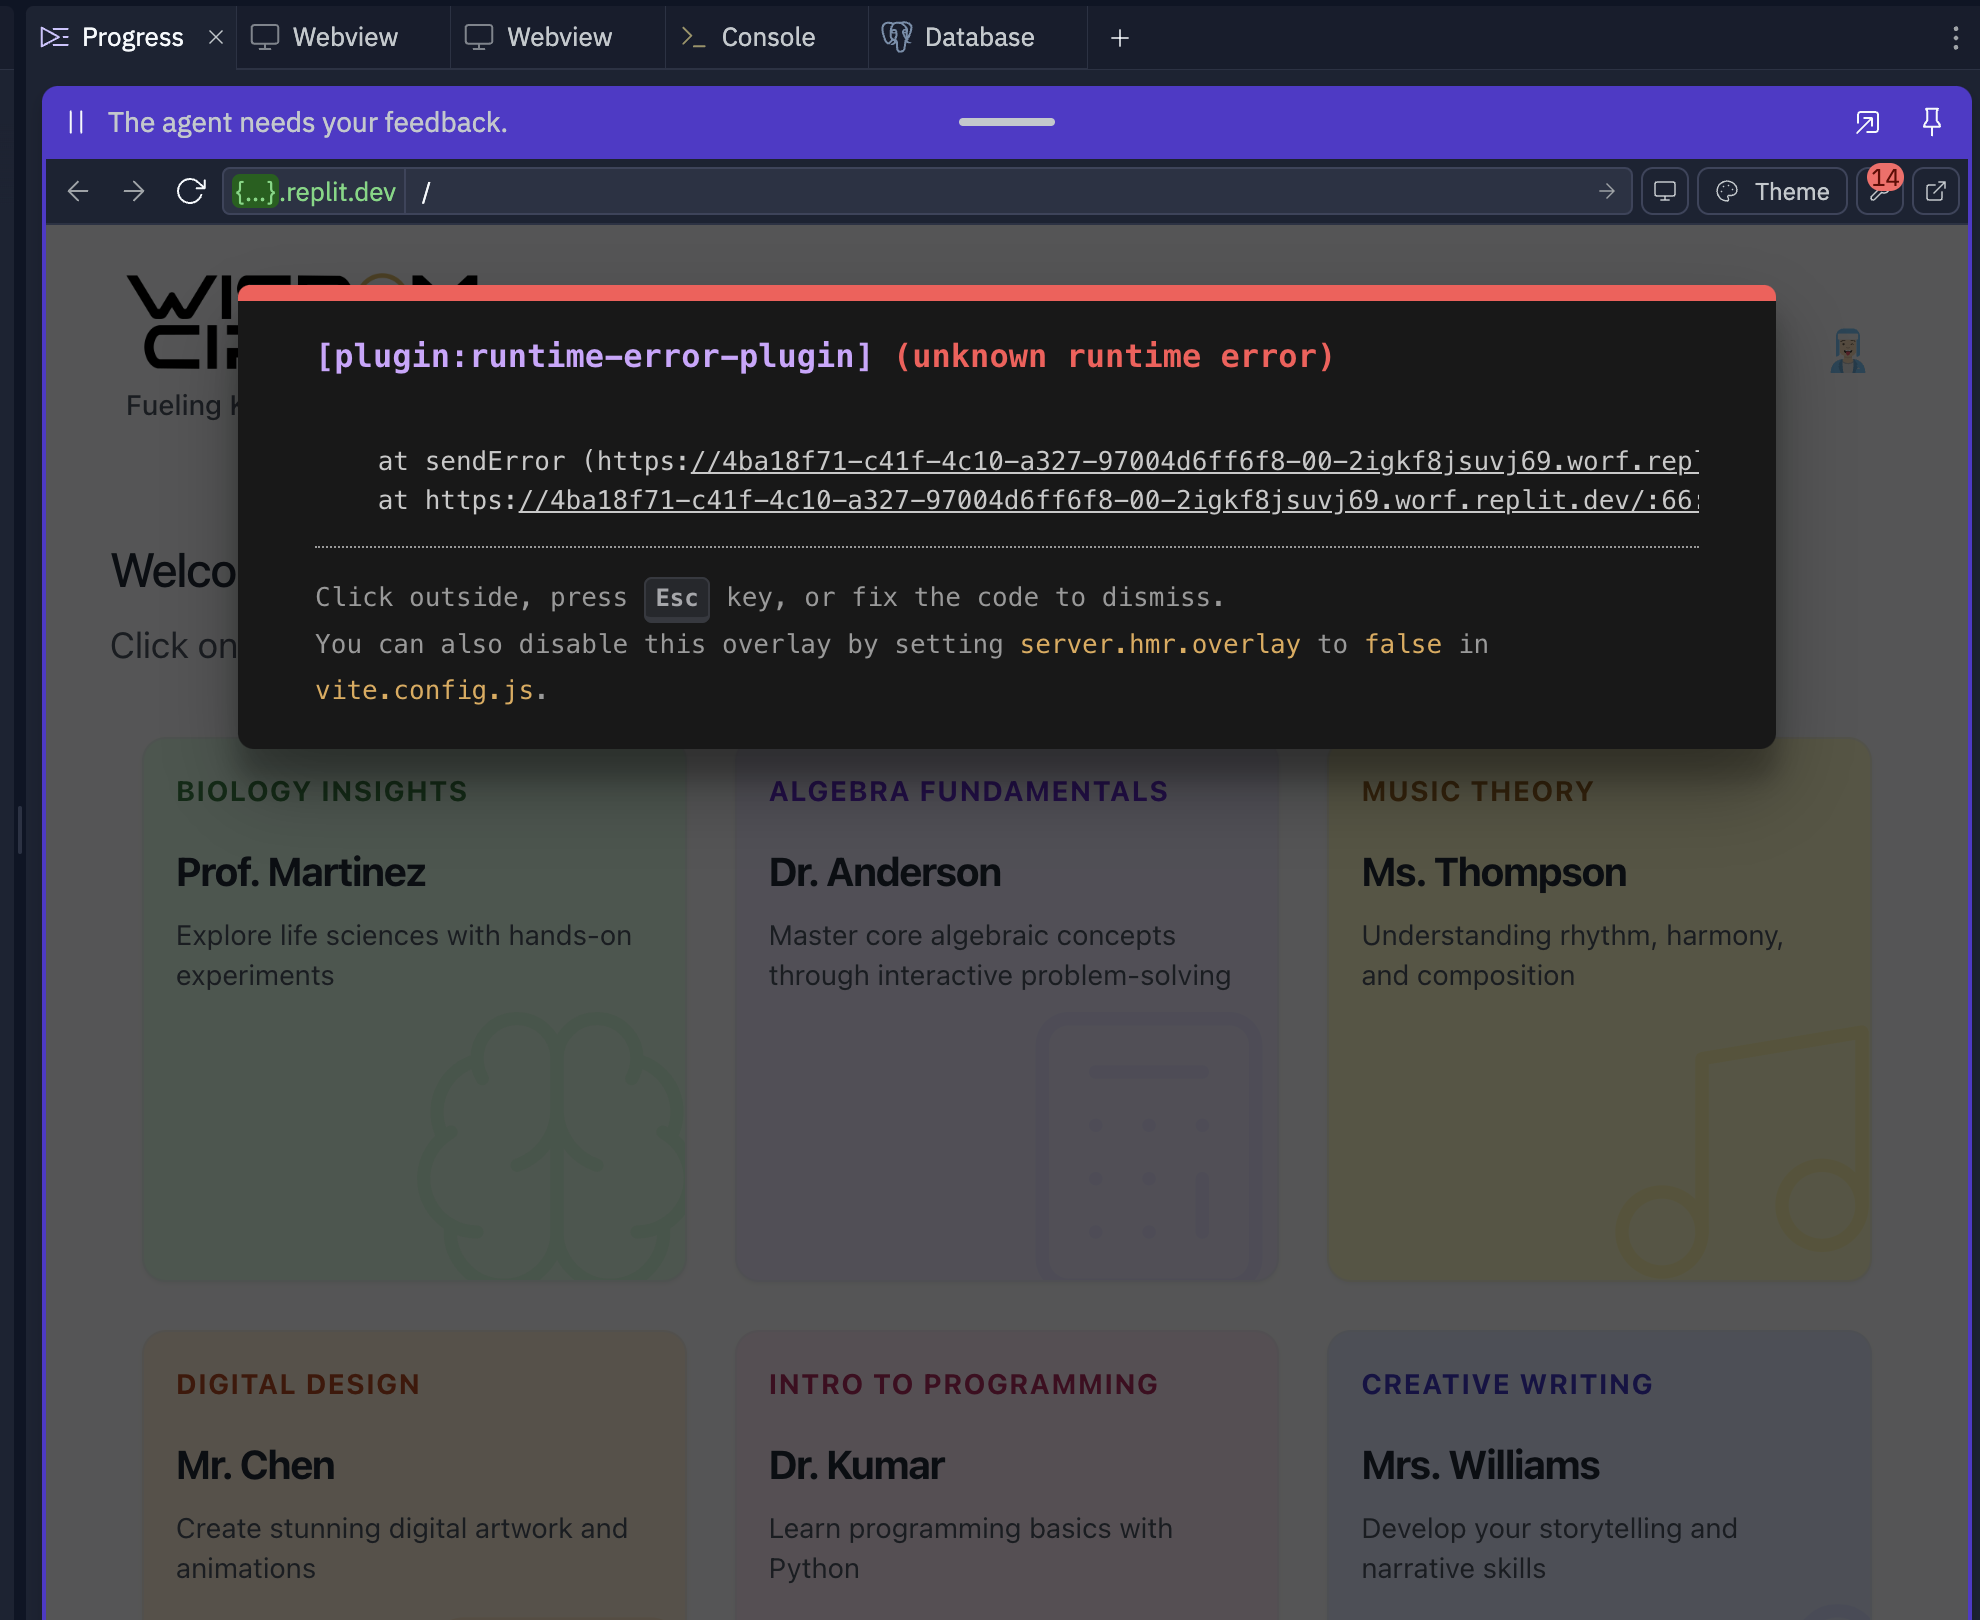 Progress
Webview
Webview
Console
Database
The agent needs your feedback.
{...}.replit.dev /
Theme
14
Fueling
[plugin:runtime-error-plugin] (unknown runtime error)
at sendError (https://4ba18f71-c41f-4c10-a327-97004d6ff6f8-00-2igkf8jsuvj69.worf.repl
at https://4ba18f71-c41f-4c10-a327-97004d6ff6f8-00-2igkf8jsuvj69.worf.replit.dev/:66:
Welco
Click on
Click outside, press Esc key, or fix the code to dismiss.
You can also disable this overlay by setting server.hmr.overlay to false in
vite.config.js.
BIOLOGY INSIGHTS
Prof. Martinez
Explore life sciences with hands-on
experiments
ALGEBRA FUNDAMENTALS
Dr. Anderson
Master core algebraic concepts
through interactive problem-solving
MUSIC THEORY
Ms. Thompson
Understanding rhythm, harmony,
and composition
DIGITAL DESIGN
Mr. Chen
Create stunning digital artwork and
animations
INTRO TO PROGRAMMING
Dr. Kumar
Learn programming basics with
Python
CREATIVE WRITING
Mrs. Williams
Develop your storytelling and
narrative skills